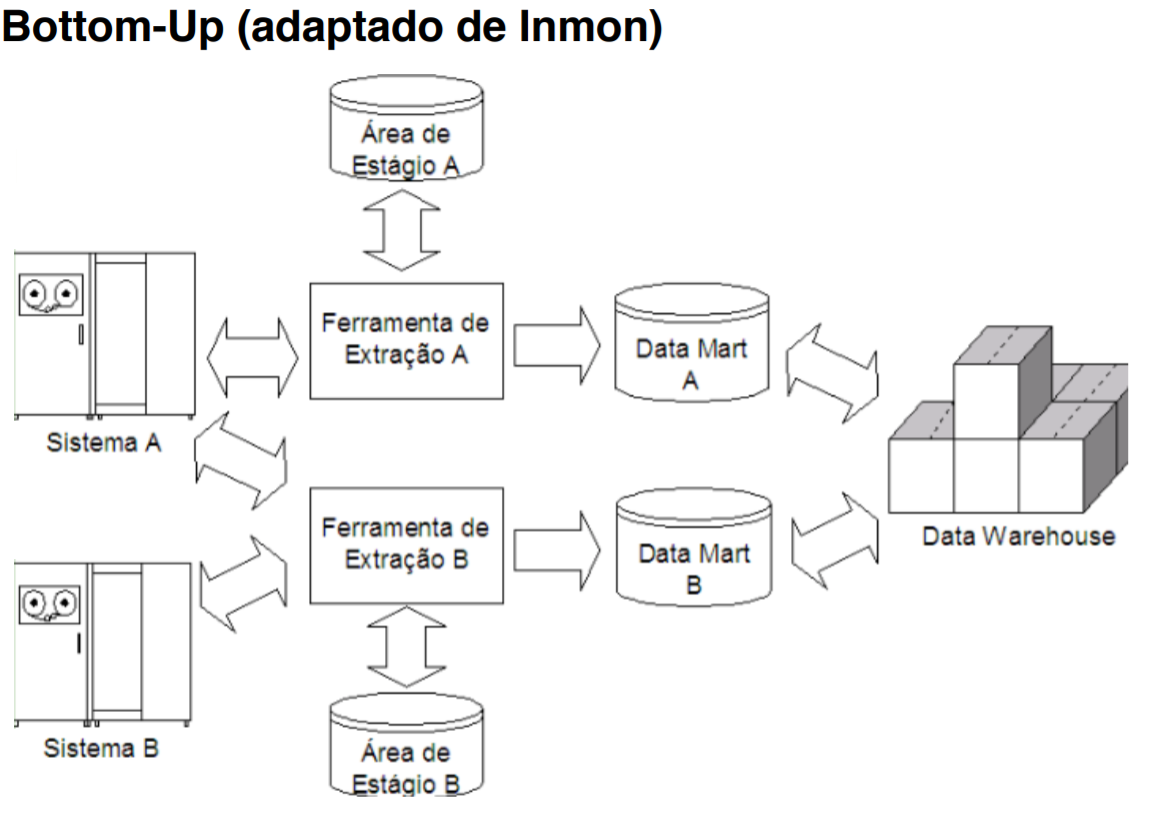 Bottom-Up (adaptado de Inmon)
Área de
Estágio A
Ferramenta de
Extração A
Data Mart
A
Sistema A
Ferramenta de
Extração B
Data Mart
B
Data Warehouse
Sistema B
Área de
Estágio B